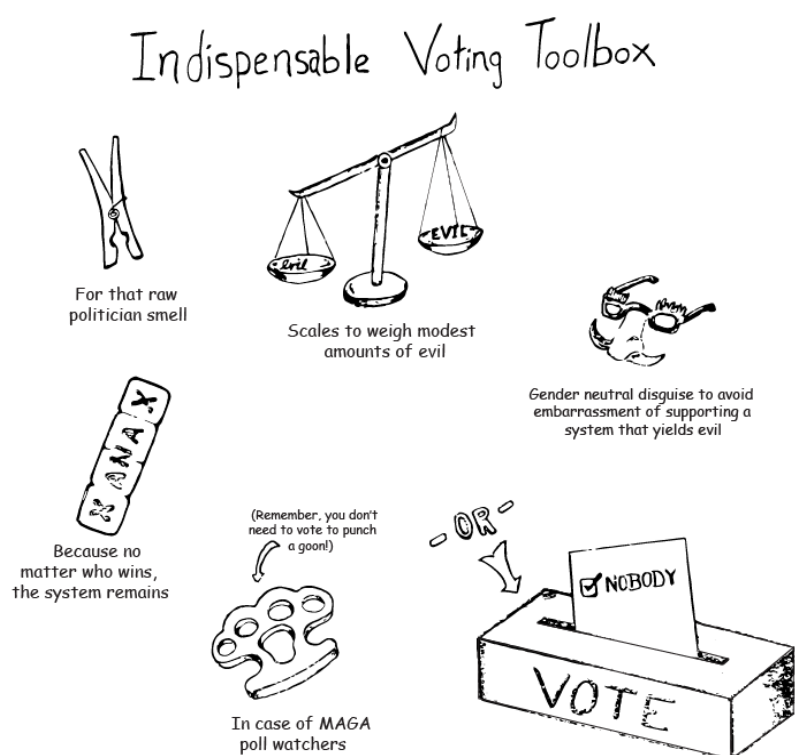 Indispensable Voting Toolbox
For that raw
politician smell
evil
EVIL
Scales to weigh modest
amounts of evil
Gender neutral disguise to avoid
embarrassment of supporting a
system that yields evil
XANAX
Because no
matter who wins,
the system remains
(Remember, you don't
need to vote to punch
a goon!)
In case of MAGA
poll watchers
- OR -
NOBODY
VOTE